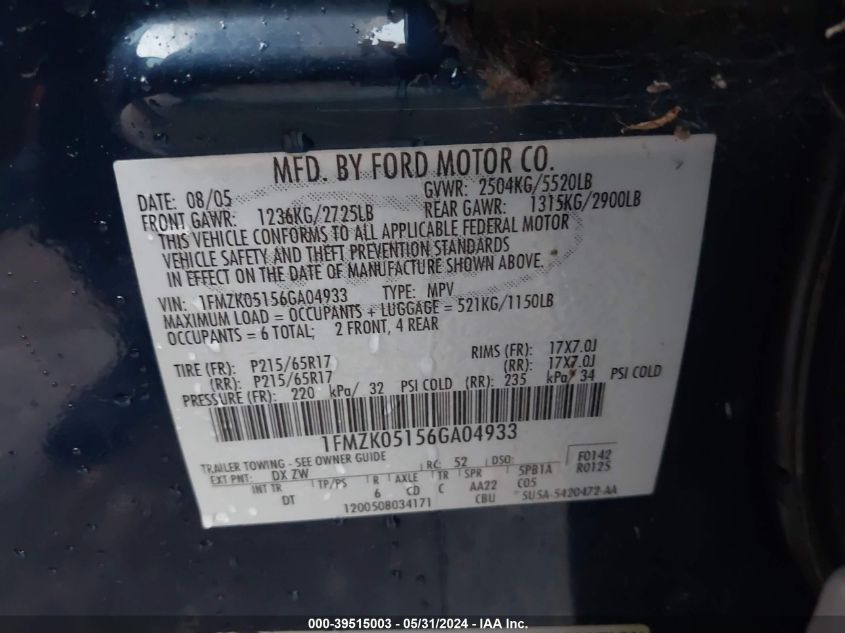 MFD. BY FORD MOTOR CO.
DATE: 08/05 GVWR: 2504KG/5520LB
FRONT GAWR: 1236KG/2725LB REAR GAWR: 1315KG/2900LB
THIS VEHICLE CONFORMS TO ALL APPLICABLE FEDERAL MOTOR
VEHICLE SAFETY AND THEFT PREVENTION STANDARDS
IN EFFECT ON THE DATE OF MANUFACTURE SHOWN ABOVE.
VIN: 1FMZK05156GA04933 TYPE: MPV
MAXIMUM LOAD = OCCUPANTS + LUGGAGE = 521KG/1150LB
OCCUPANTS = 6 TOTAL; 2 FRONT, 4 REAR
TIRE (FR): P215/65R17 RIMS (FR): 17X7.0J
(RR): P215/65R17 (RR): 17X7.0J
PRESSURE (FR): 220 kPa/ 32 PSI COLD (RR): 235 kPa/ 34 PSI COLD
1FMZK05156GA04933
TRAILER TOWING - SEE OWNER GUIDE RC: 52 DSO: F0142
EXT PNT: DX ZW R0125
INT TR TP/PS R AXLE TR SPR 5PB1A
DT 6 CD C AA22 C05
1200508034171 CBU 5U5A-5420472-AA
000-39515003 - 05/31/2024 - IAA Inc.